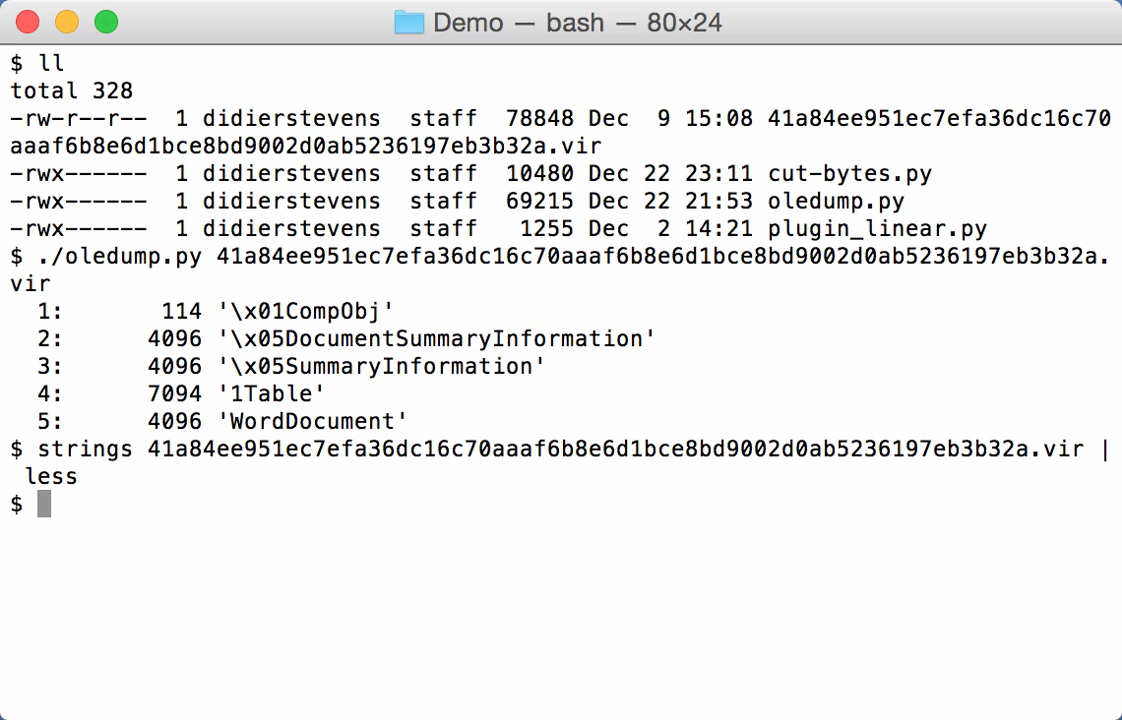 Demo — bash — 80×24
$ ll
total 328
-rw-r--r--  1 didierstevens  staff  78848 Dec  9 15:08 41a84ee951ec7efa36dc16c70
aaaf6b8e6d1bce8bd9002d0ab5236197eb3b32a.vir
-rwx------  1 didierstevens  staff  10480 Dec 22 23:11 cut-bytes.py
-rwx------  1 didierstevens  staff  69215 Dec 22 21:53 oledump.py
-rwx------  1 didierstevens  staff   1255 Dec  2 14:21 plugin_linear.py
$ ./oledump.py 41a84ee951ec7efa36dc16c70aaaf6b8e6d1bce8bd9002d0ab5236197eb3b32a.
vir
  1:       114 '\x01CompObj'
  2:      4096 '\x05DocumentSummaryInformation'
  3:      4096 '\x05SummaryInformation'
  4:      7094 '1Table'
  5:      4096 'WordDocument'
$ strings 41a84ee951ec7efa36dc16c70aaaf6b8e6d1bce8bd9002d0ab5236197eb3b32a.vir |
 less
$